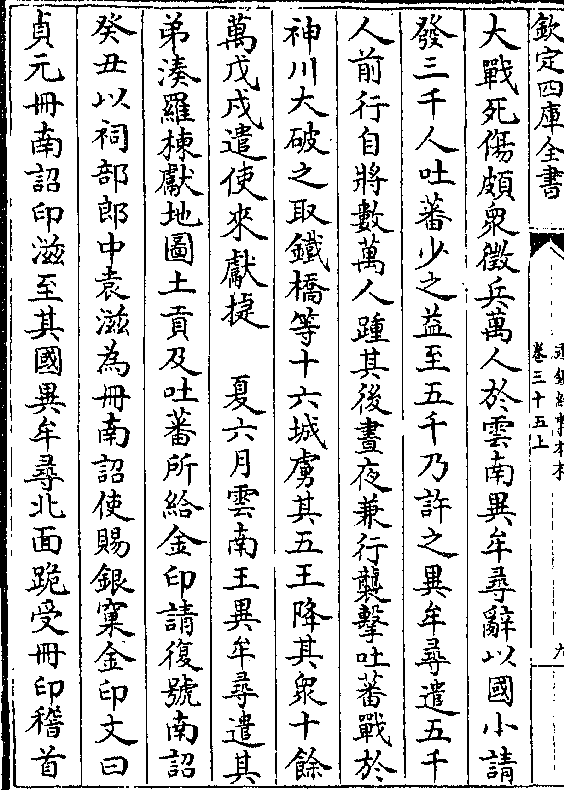 欽定四庫全書
卷三十五上
九
大戰死傷頗衆徵兵萬人於雲南異牟尋辭以國小請
發三千人吐蕃少之益至五千乃許之異牟尋遣五千
人前行自將數萬人踵其後晝夜兼行襲擊吐蕃戰於
神川大破之取鐵橋等十六城虜其五王降其衆十餘
萬戊戌遣使來獻捷　夏六月雲南王異牟尋遣其
弟湊羅棟獻地圖土貢及吐蕃所給金印請復號南詔
癸丑以祠部郎中袁滋為冊南詔使賜銀窠金印文曰
貞元冊南詔印滋至其國異牟尋北面跪受冊印稽首